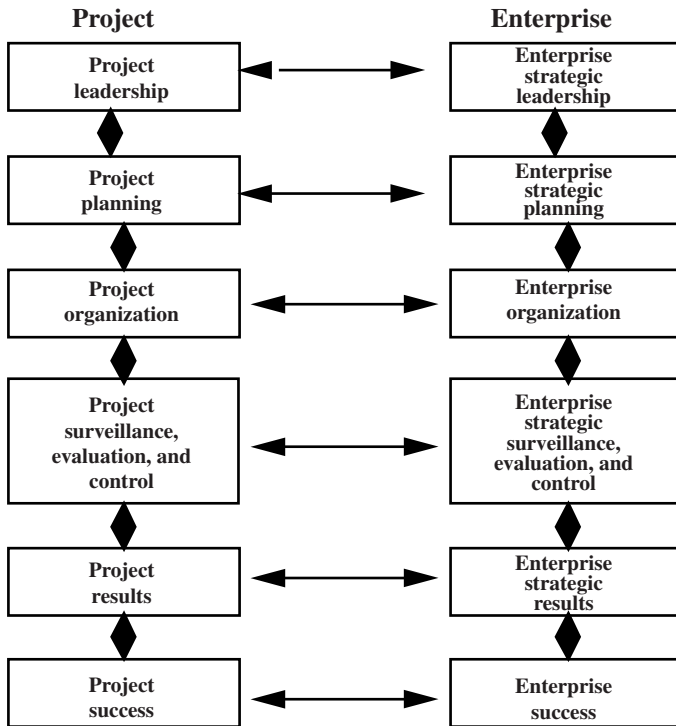 Project
Enterprise
Project
leadership
Enterprise
strategic
leadership
Project
planning
Enterprise
strategic
planning
Project
organization
Enterprise
organization
Project
surveillance,
evaluation, and
control
Enterprise
strategic
surveillance,
evaluation, and
control
Project
results
Enterprise
strategic
results
Project
success
Enterprise
success